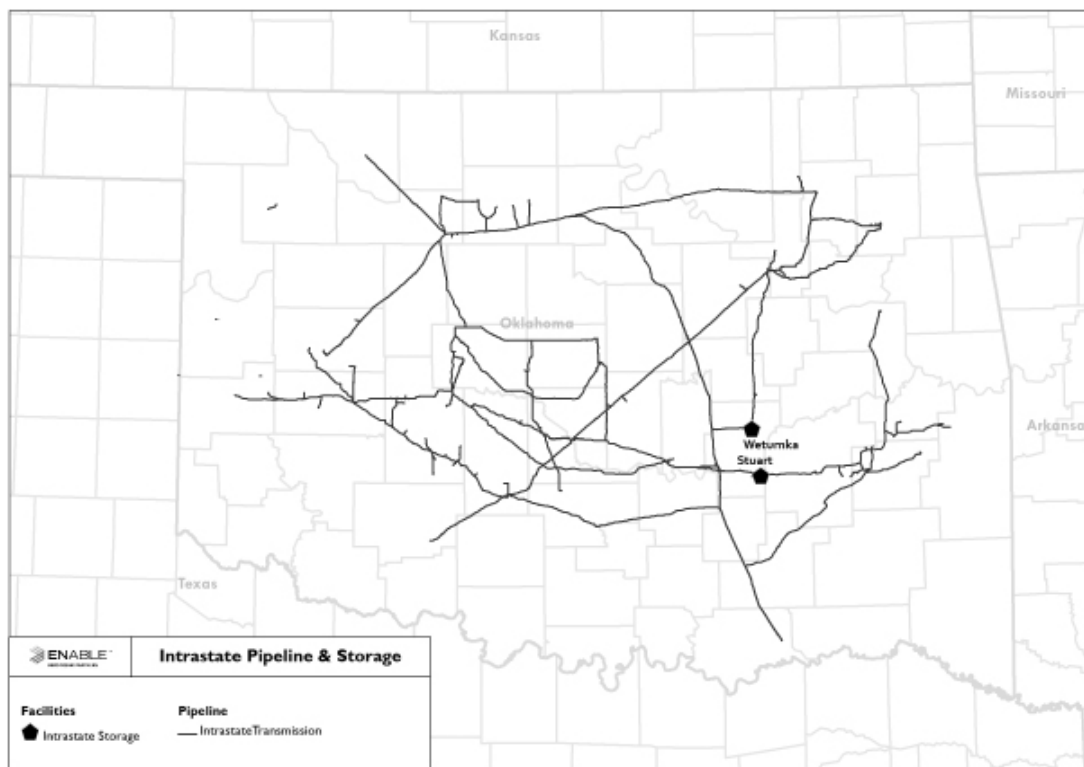 Kansas
Missouri
Oklahoma
Arkansa
Wetumka
Stuart
Texas
ENABLE
Intrastate Pipeline & Storage
Facilities
Pipeline
Intrastate Storage
IntrastateTransmission